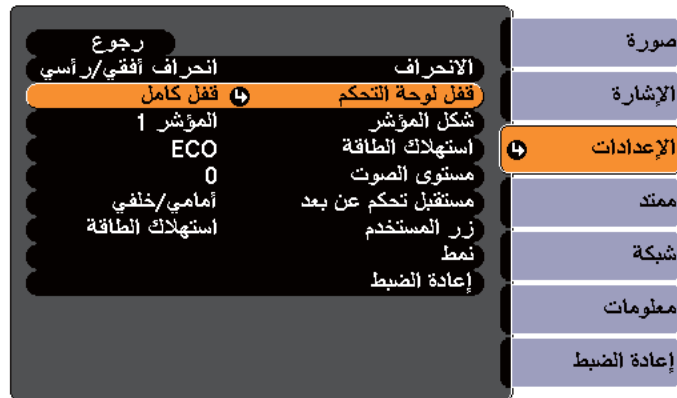 رجوع
الانحراف انحراف أفقي/رأسي
قفل لوحة التحكم قفل كامل
شكل المؤشر المؤشر 1
استهلاك الطاقة ECO
مستوى الصوت 0
مستقبل تحكم عن بعد أمامي/خلفي
زر المستخدم استهلاك الطاقة
نمط
إعادة الضبط
صورة
الإشارة
الإعدادات
ممتد
شبكة
معلومات
إعادة الضبط